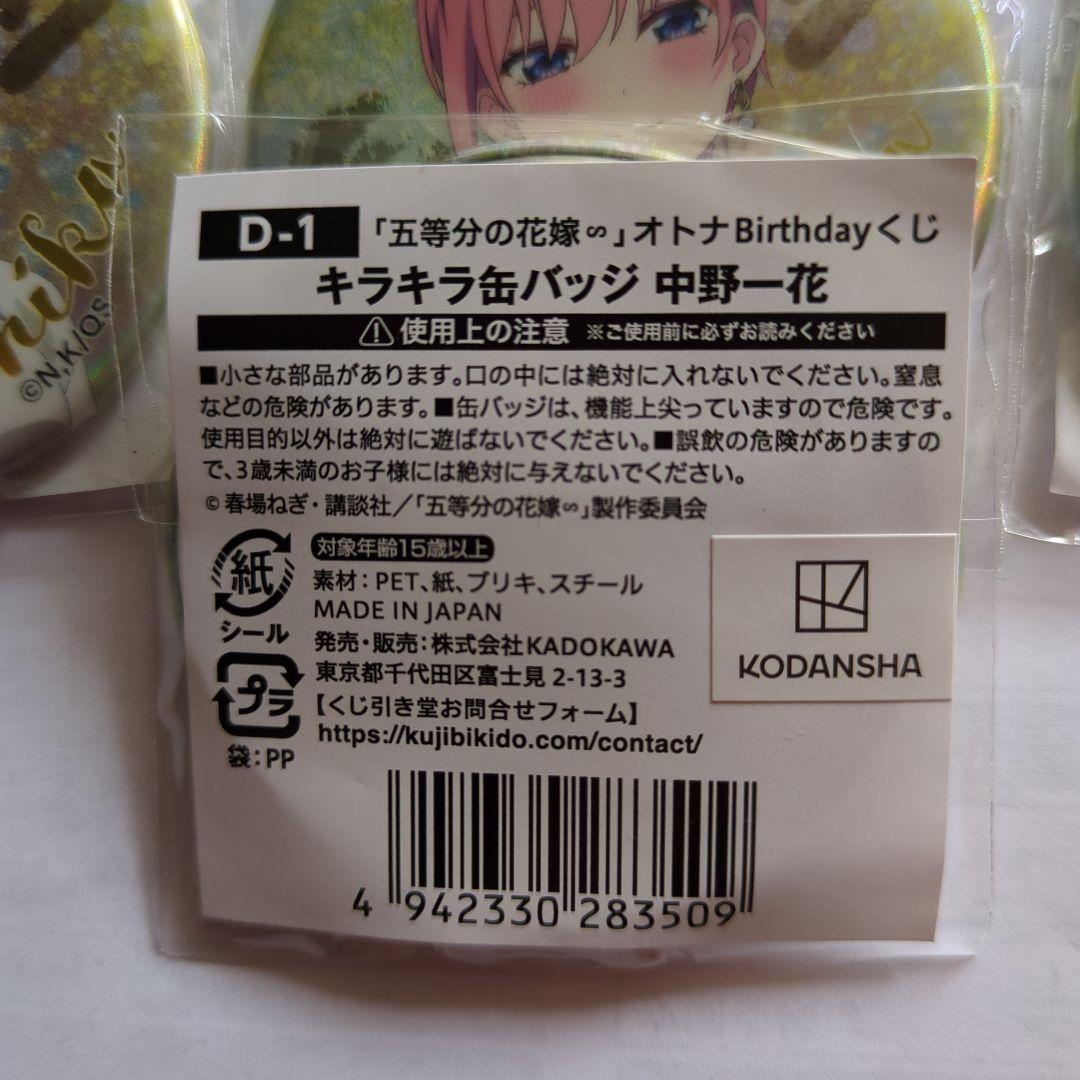 nika
©N,K/QS
D-1
「五等分の花嫁∽」オトナBirthdayくじ
キラキラ缶バッジ 中野一花
使用上の注意 ※ご使用前に必ずお読みください
■小さな部品があります。口の中には絶対に入れないでください。窒息
などの危険があります。■缶バッジは、機能上尖っていますので危険です。
使用目的以外は絶対に遊ばないでください。■誤飲の危険がありますの
で、3歳未満のお子様には絶対に与えないでください。
© 春場ねぎ・講談社／「五等分の花嫁∽」製作委員会
紙
シール
プラ
袋：PP
対象年齢15歳以上
素材：PET、紙、ブリキ、スチール
MADE IN JAPAN
発売・販売：株式会社KADOKAWA
東京都千代田区富士見 2-13-3
【くじ引き堂お問合せフォーム】
https://kujibikido.com/contact/
KODANSHA
4 942330 283509